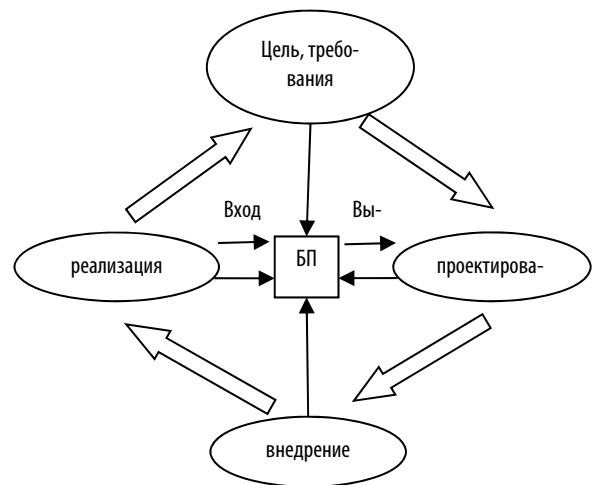 Цель, требо-
вания
Вход
Вы-
реализация
БП
проектирова-
внедрение